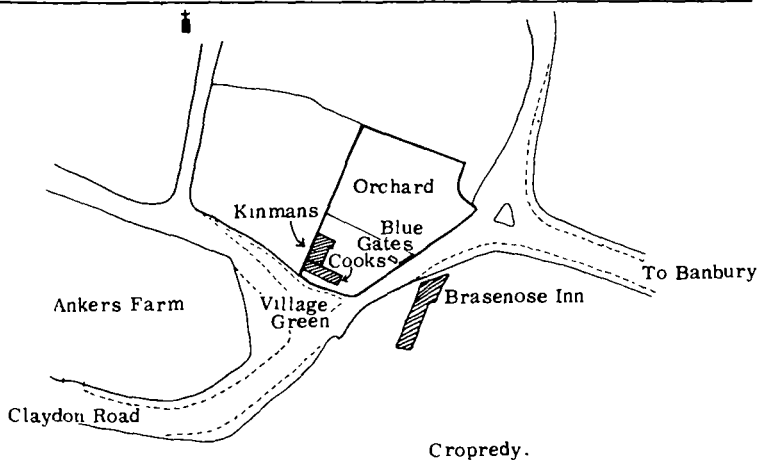 Orchard
Kinmans
Blue
Gates
Cooks
To Banbury
Ankers Farm
Village
Green
Brasenose Inn
Claydon Road
Cropredy.